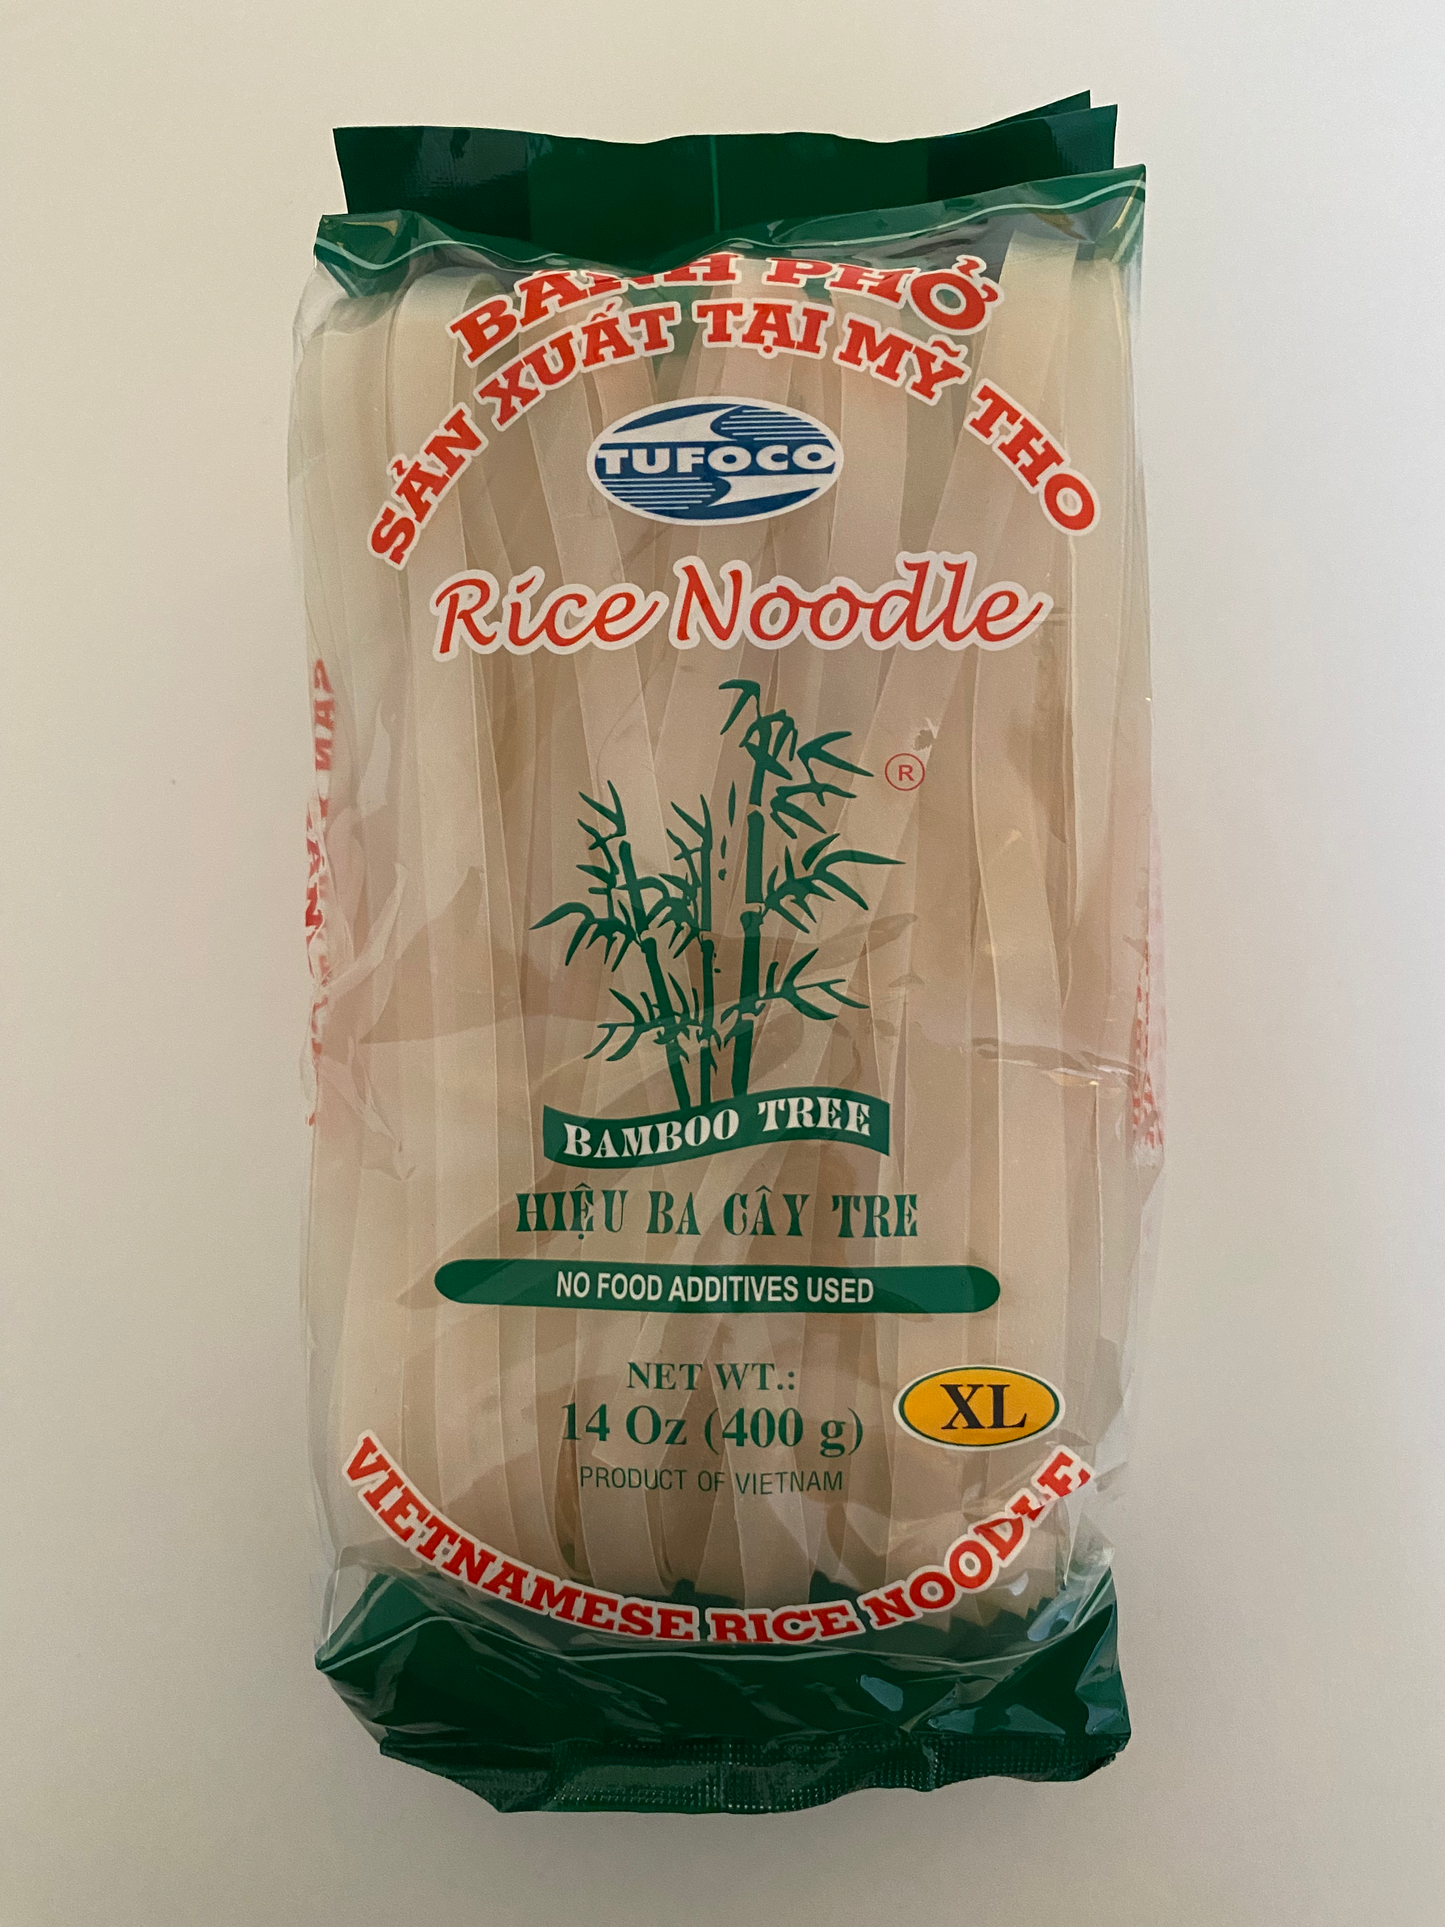 BÁNH PHỞ
SẢN XUẤT TẠI MỸ THO
TUFOCO
Rice Noodle
®
BAMBOO TREE
HIỆU BA CÂY TRE
NO FOOD ADDITIVES USED
NET WT.:
14 Oz (400 g)
XL
PRODUCT OF VIETNAM
VIETNAMESE RICE NOODLE